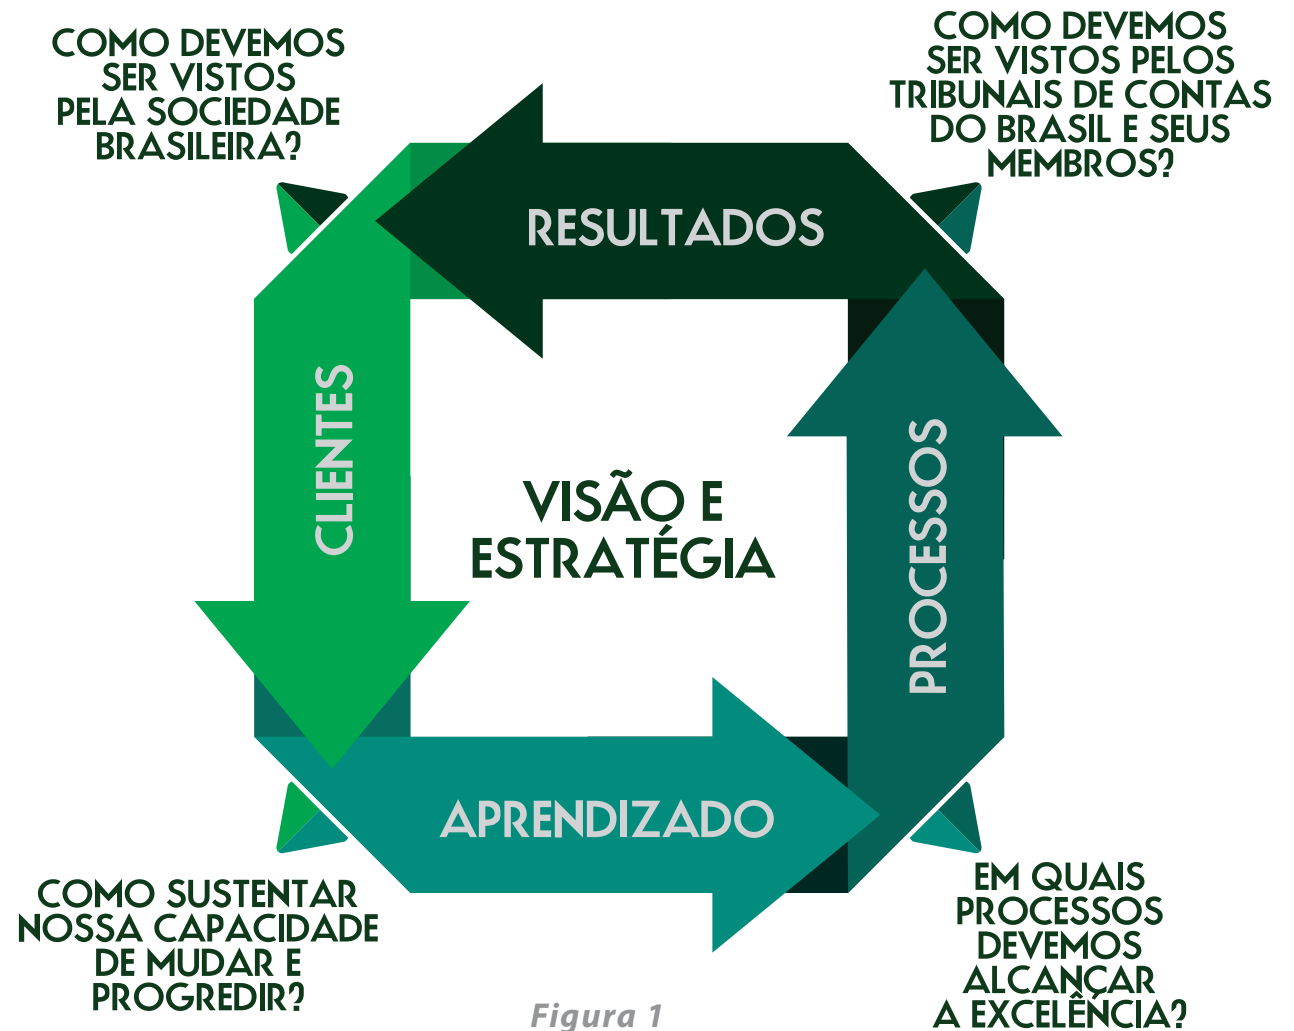 COMO DEVEMOS
SER VISTOS
PELA SOCIEDADE
BRASILEIRA?
COMO DEVEMOS
SER VISTOS PELOS
TRIBUNAIS DE CONTAS
DO BRASIL E SEUS
MEMBROS?
RESULTADOS
CLIENTES
VISÃO E
ESTRATÉGIA
PROCESSOS
APRENDIZADO
COMO SUSTENTAR
NOSSA CAPACIDADE
DE MUDAR E
PROGREDIR?
EM QUAIS
PROCESSOS
DEVEMOS
ALCANÇAR
A EXCELÊNCIA?
Figura 1